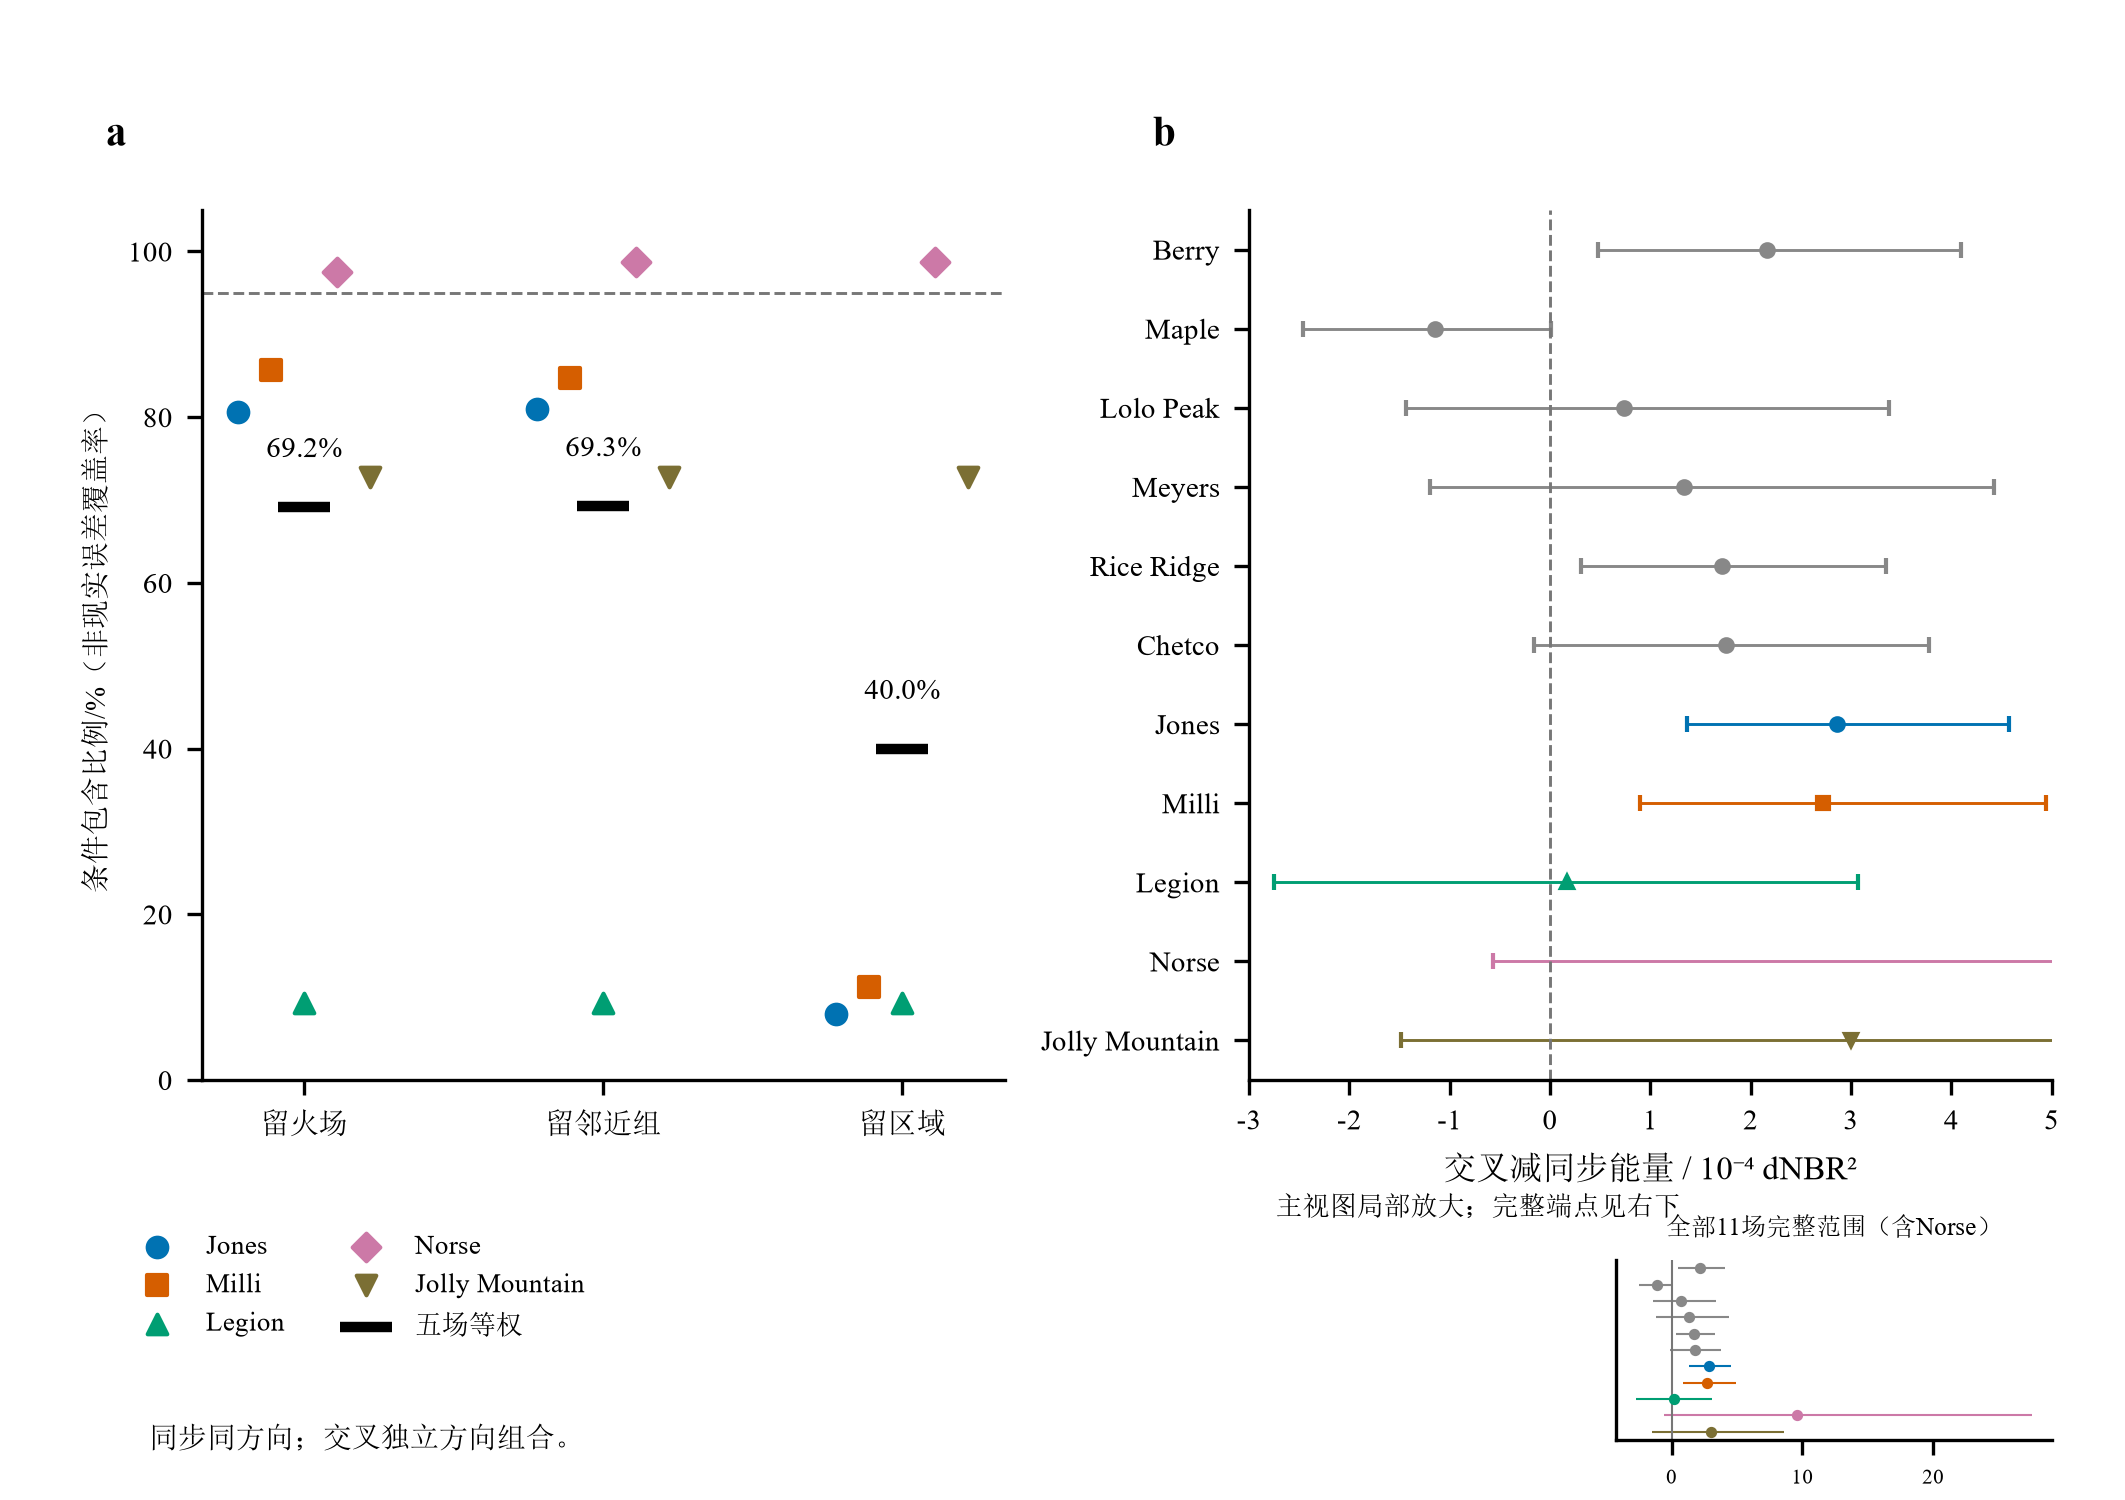 a
条件包含比例/%（非现实误差覆盖率）
100
80
60
40
20
0
69.2%
69.3%
40.0%
留火场
留邻近组
留区域
Jones
Milli
Legion
Norse
Jolly Mountain
五场等权
同步同方向；交叉独立方向组合。
b
Berry
Maple
Lolo Peak
Meyers
Rice Ridge
Chetco
Jones
Milli
Legion
Norse
Jolly Mountain
-3 -2 -1 0 1 2 3 4 5
交叉减同步能量 / 10⁻⁴ dNBR²
主视图局部放大；完整端点见右下
全部11场完整范围（含Norse）
0 10 20